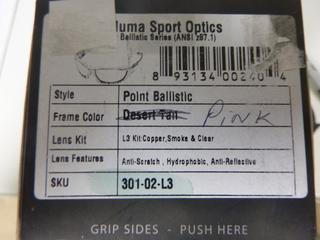 Numa Sport Optics
Ballistic Series (ANSI z87.1)
8 93134 00240 4
Style Point Ballistic
Frame Color Desert Tan PINK
Lens Kit L3 Kit:Copper,Smoke & Clear
Lens Features Anti-Scratch , Hydrophobic, Anti-Reflective
SKU 301-02-L3
GRIP SIDES - PUSH HERE